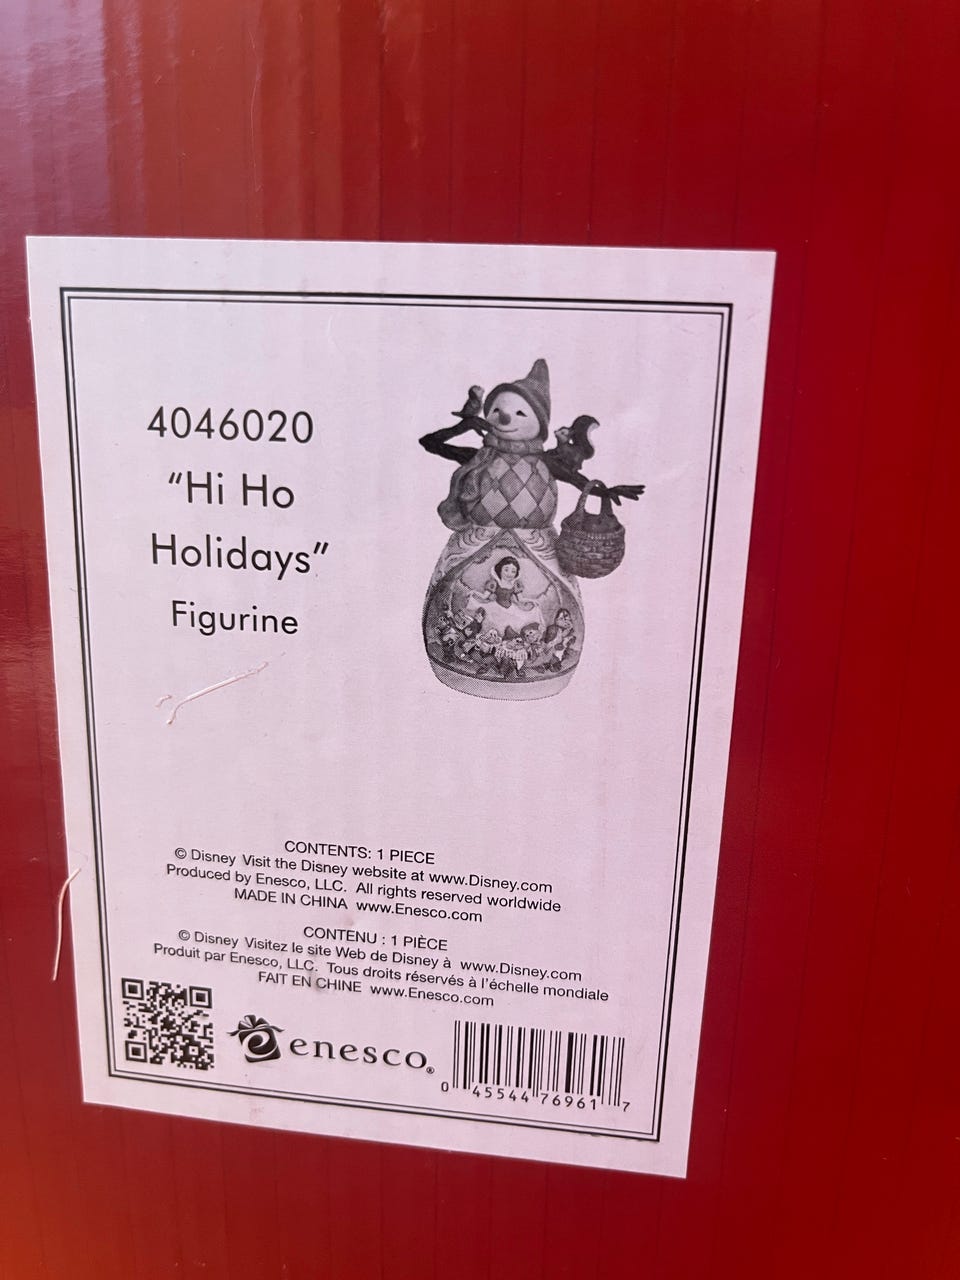 4046020
“Hi Ho
Holidays”
Figurine
CONTENTS: 1 PIECE
© Disney Visit the Disney website at www.Disney.com
Produced by Enesco, LLC. All rights reserved worldwide
MADE IN CHINA www.Enesco.com
CONTENU : 1 PIÈCE
© Disney Visitez le site Web de Disney à www.Disney.com
Produit par Enesco, LLC. Tous droits réservés à l’échelle mondiale
FAIT EN CHINE www.Enesco.com
e enesco®
0 45544 76961 7